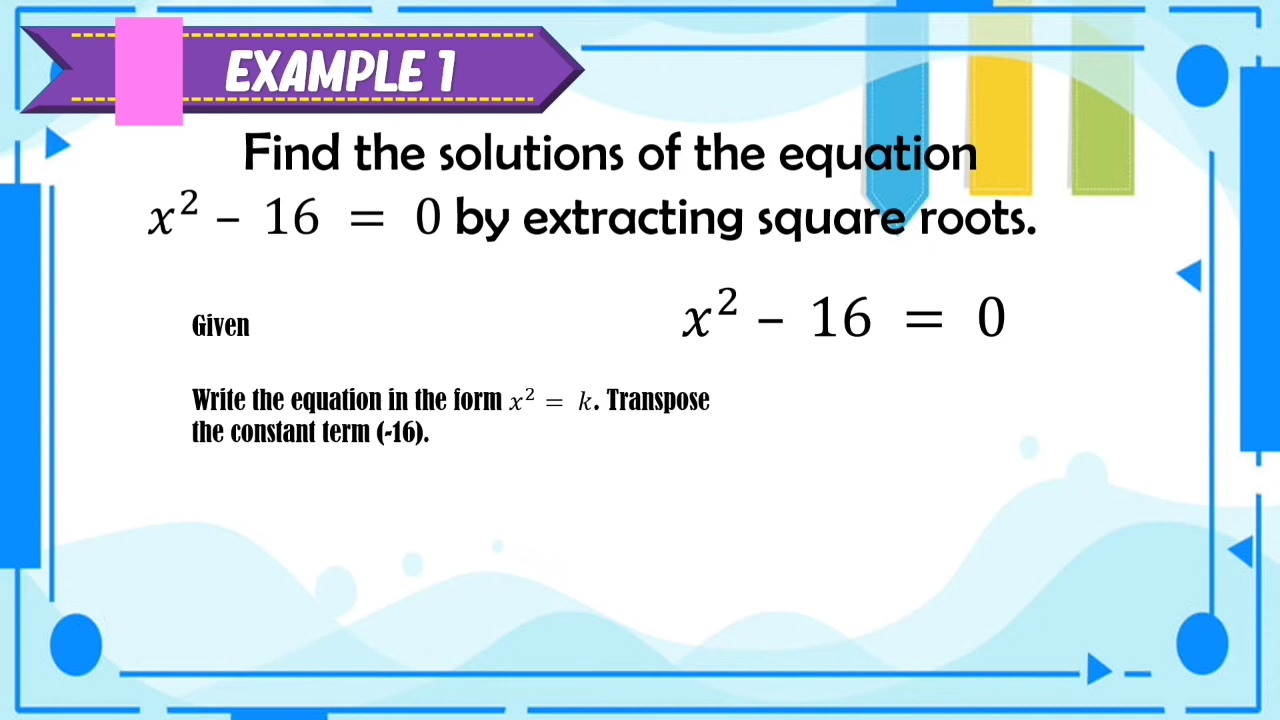 EXAMPLE 1
Find the solutions of the equation
x² – 16 = 0 by extracting square roots.
Given
x² – 16 = 0
Write the equation in the form x² = k. Transpose
the constant term (-16).